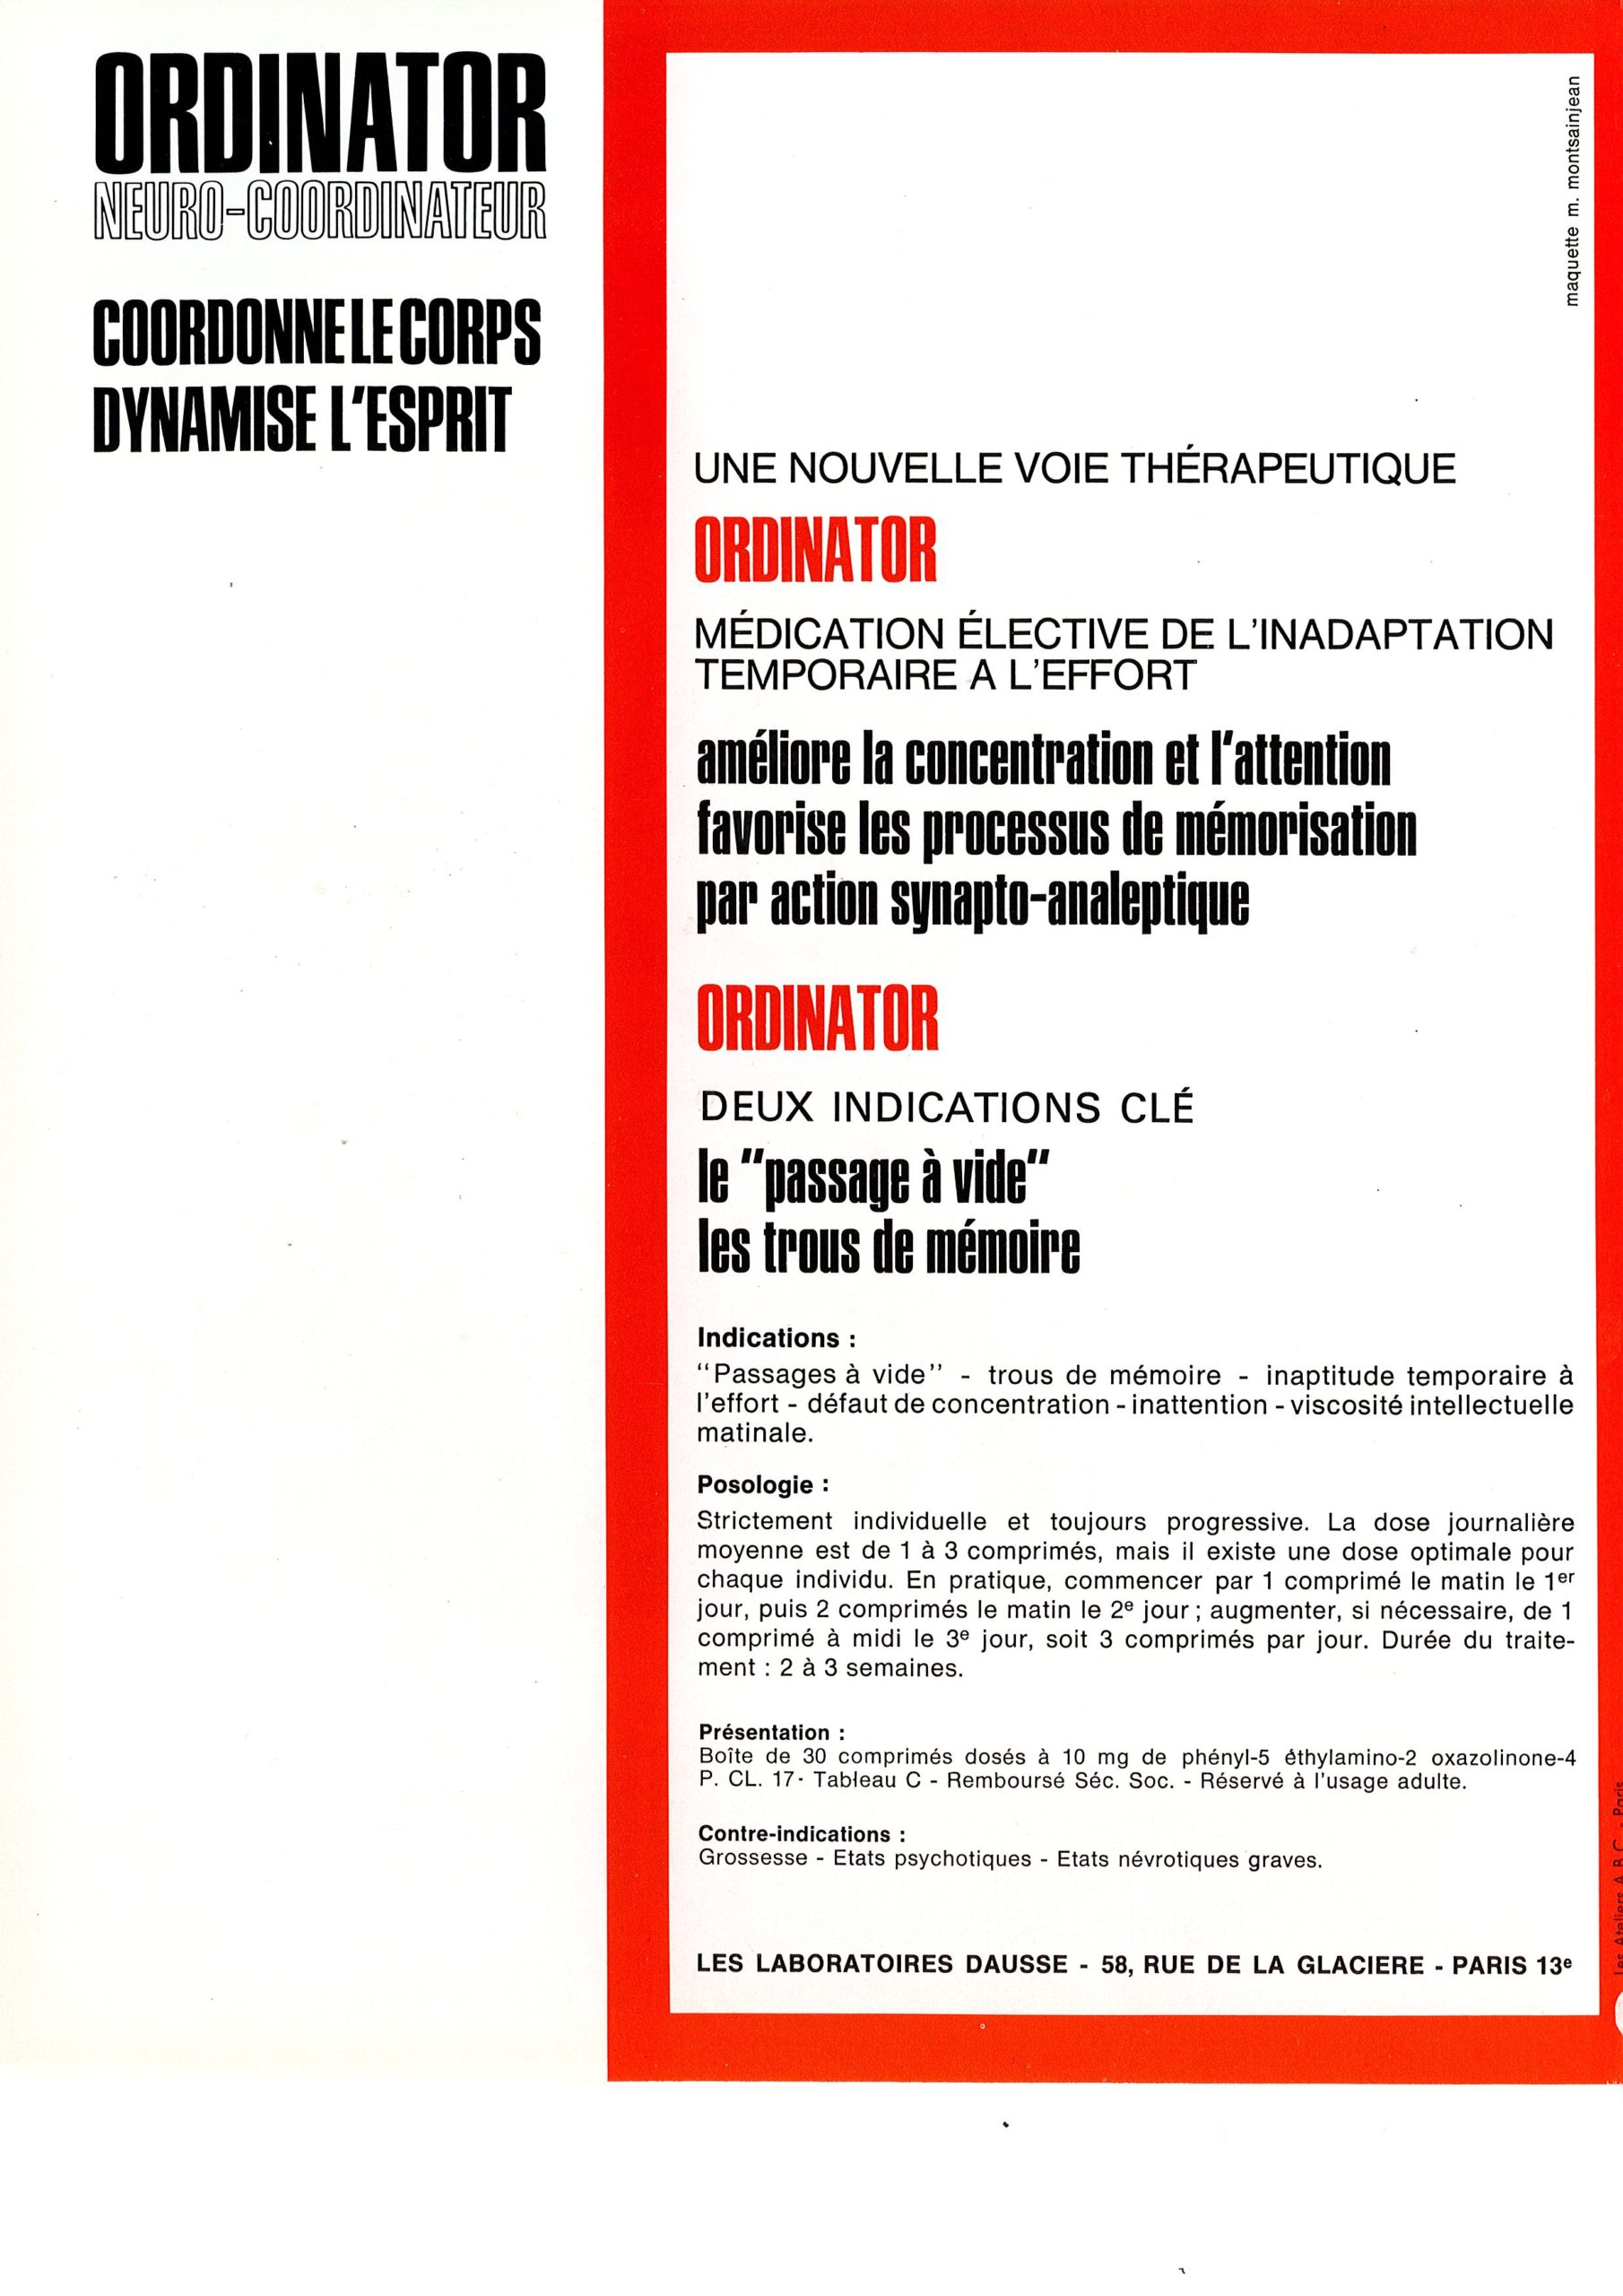 ORDINATOR
NEURO-COORDINATEUR
COORDONNE LE CORPS
DYNAMISE L'ESPRIT
maquette m. montsainjean
UNE NOUVELLE VOIE THÉRAPEUTIQUE
ORDINATOR
MÉDICATION ÉLECTIVE DE L'INADAPTATION
TEMPORAIRE A L'EFFORT
améliore la concentration et l'attention
favorise les processus de mémorisation
par action synapto-analeptique
ORDINATOR
DEUX INDICATIONS CLÉ
le "passage à vide"
les trous de mémoire
Indications :
"Passages à vide" - trous de mémoire - inaptitude temporaire à
l'effort - défaut de concentration - inattention - viscosité intellectuelle
matinale.
Posologie :
Strictement individuelle et toujours progressive. La dose journalière
moyenne est de 1 à 3 comprimés, mais il existe une dose optimale pour
chaque individu. En pratique, commencer par 1 comprimé le matin le 1er
jour, puis 2 comprimés le matin le 2e jour ; augmenter, si nécessaire, de 1
comprimé à midi le 3e jour, soit 3 comprimés par jour. Durée du traite-
ment : 2 à 3 semaines.
Présentation :
Boîte de 30 comprimés dosés à 10 mg de phényl-5 éthylamino-2 oxazolinone-4
P. CL. 17 - Tableau C - Remboursé Séc. Soc. - Réservé à l'usage adulte.
Contre-indications :
Grossesse - Etats psychotiques - Etats névrotiques graves.
LES LABORATOIRES DAUSSE - 58, RUE DE LA GLACIERE - PARIS 13e
Les Ateliers A.B.C. - Paris